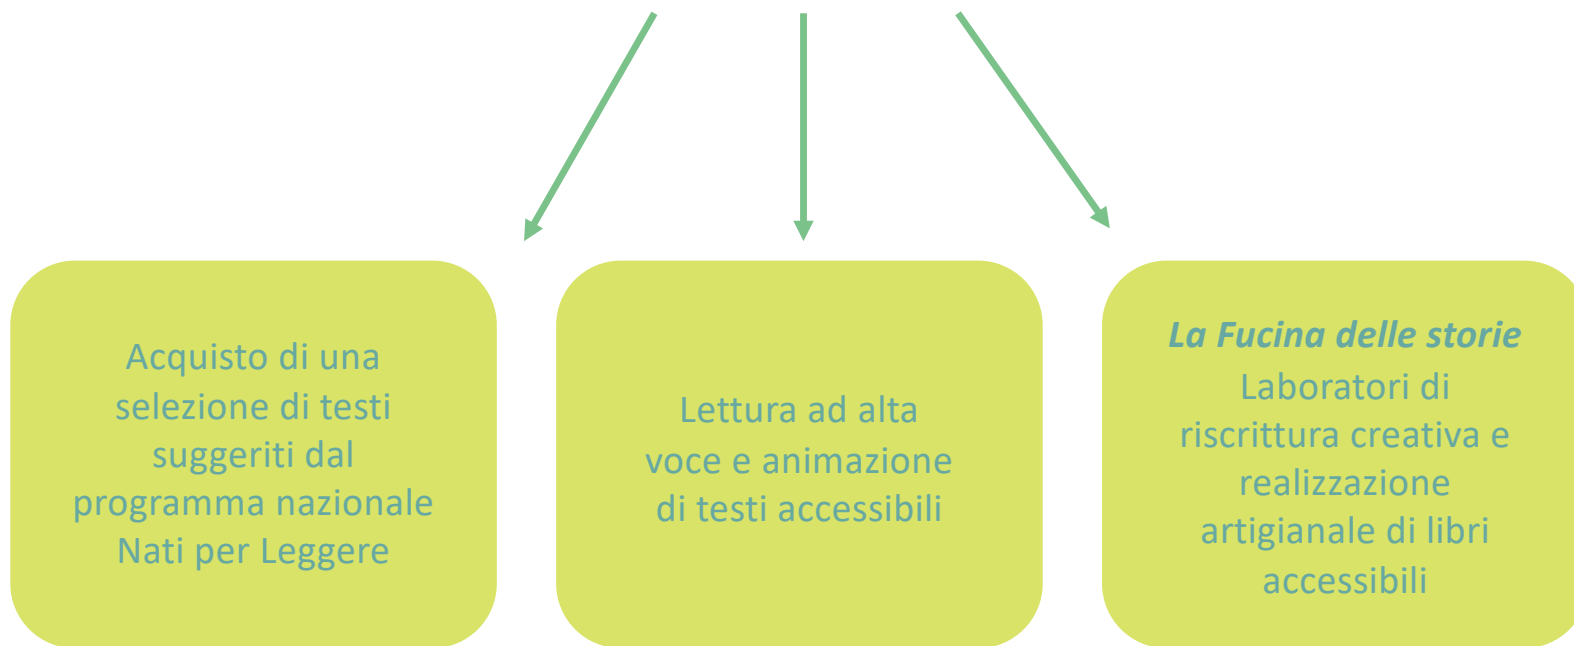 Acquisto di una
selezione di testi
suggeriti dal
programma nazionale
Nati per Leggere
Lettura ad alta
voce e animazione
di testi accessibili
La Fucina delle storie
Laboratori di
riscrittura creativa e
realizzazione
artigianale di libri
accessibili